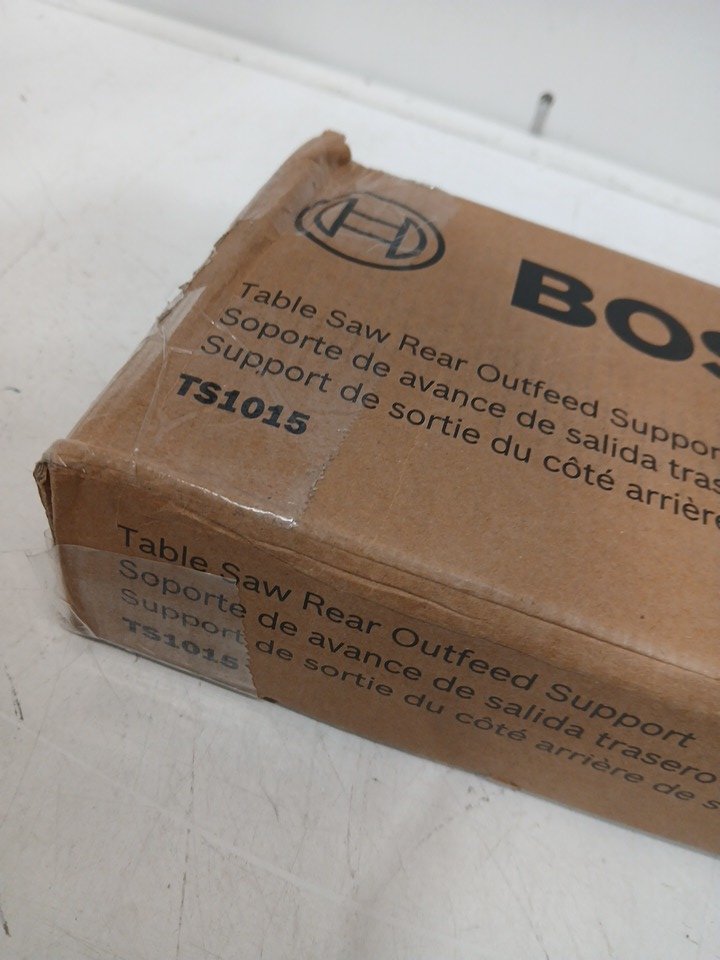 BOS
Table Saw Rear Outfeed Suppor
Soporte de avance de salida tras
Support de sortie du côté arrière
TS1015
Table Saw Rear Outfeed Support
Soporte de avance de salida trasero
Support de sortie du côté arrière de s
TS1015